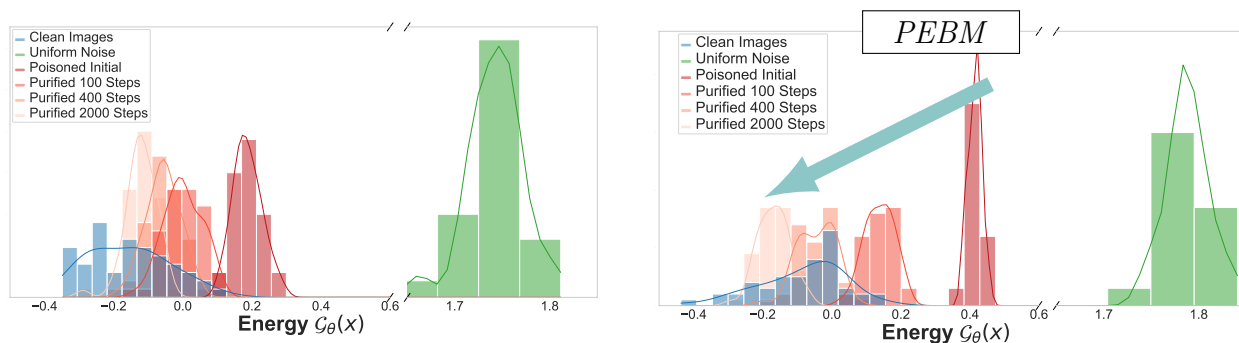 Clean Images
Uniform Noise
Poisoned Initial
Purified 100 Steps
Purified 400 Steps
Purified 2000 Steps
−0.4 −0.2 0.0 0.2 0.4 0.6 1.7 1.8
Energy 𝒢θ(x)
PEBM
Clean Images
Uniform Noise
Poisoned Initial
Purified 100 Steps
Purified 400 Steps
Purified 2000 Steps
−0.4 −0.2 0.0 0.2 0.4 0.6 1.7 1.8
Energy 𝒢θ(x)